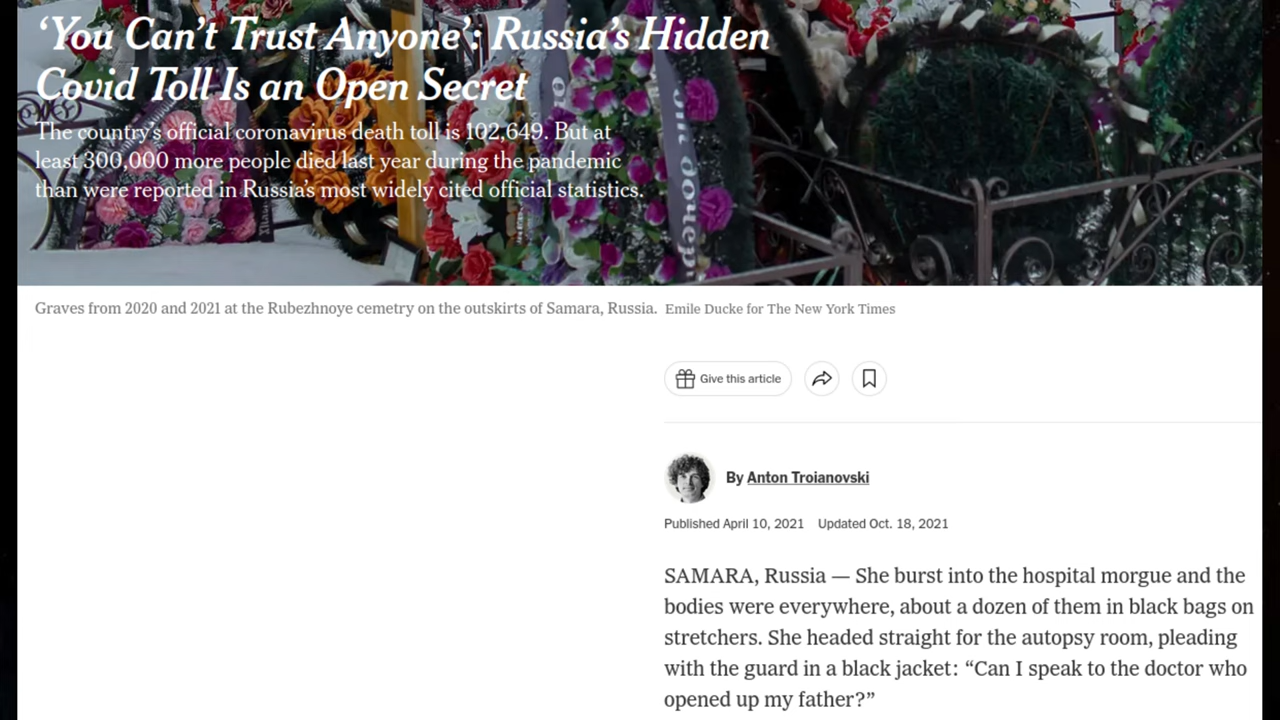 ‘You Can’t Trust Anyone’: Russia’s Hidden
Covid Toll Is an Open Secret
The country’s official coronavirus death toll is 102,649. But at
least 300,000 more people died last year during the pandemic
than were reported in Russia’s most widely cited official statistics.
Graves from 2020 and 2021 at the Rubezhnoye cemetry on the outskirts of Samara, Russia. Emile Ducke for The New York Times
Give this article
By Anton Troianovski
Published April 10, 2021 Updated Oct. 18, 2021
SAMARA, Russia — She burst into the hospital morgue and the
bodies were everywhere, about a dozen of them in black bags on
stretchers. She headed straight for the autopsy room, pleading
with the guard in a black jacket: “Can I speak to the doctor who
opened up my father?”